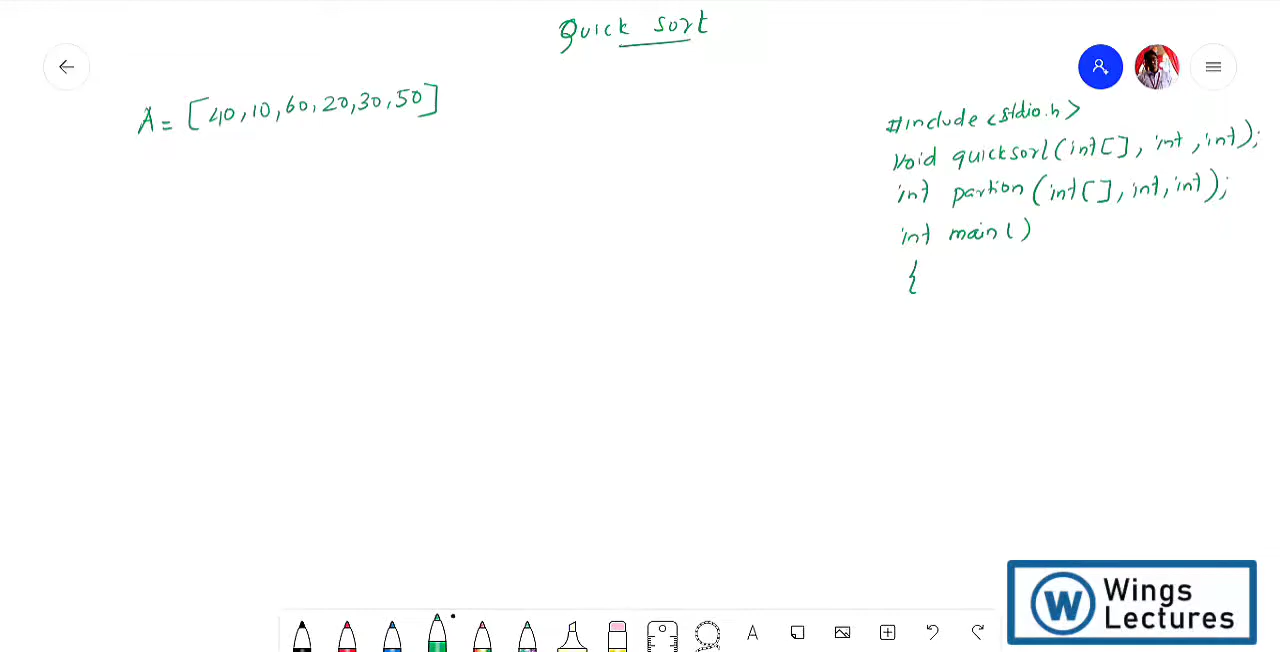 Quick sort
A = [40, 10, 60, 20, 30, 50]
#include <stdio.h>
void quicksort(int[], int, int);
int partion(int[], int, int);
int main()
{
A
W Wings
Lectures